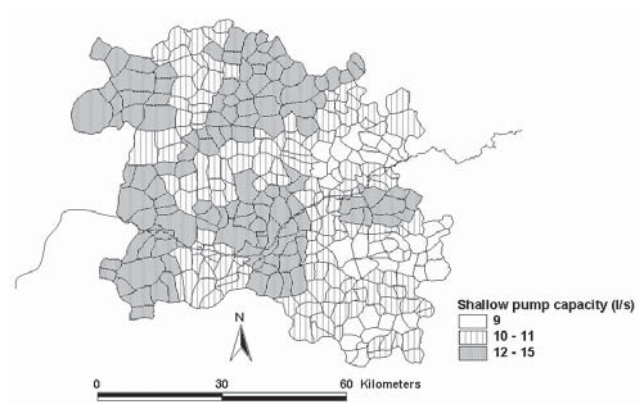 Shallow pump capacity (l/s)
9
10 - 11
12 - 15
N
0 30 60 Kilometers